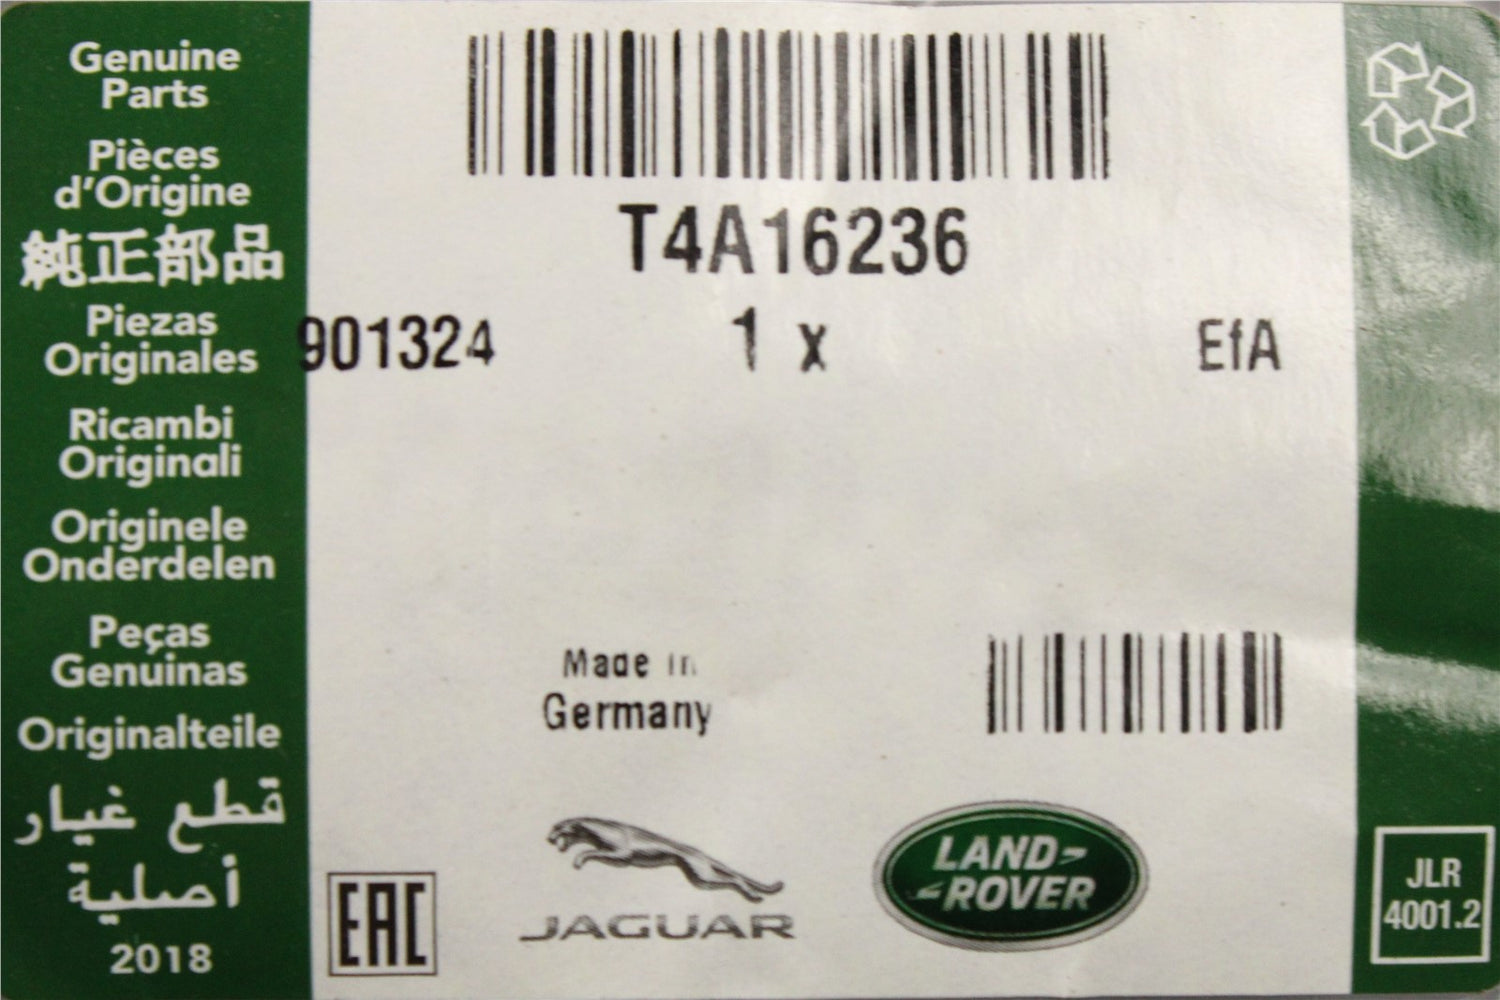 Genuine
Parts
Pièces
d'Origine
純正部品
Piezas
Originales
Ricambi
Originali
Originele
Onderdelen
Peças
Genuinas
Originalteile
قطع غيار
أصلية
2018
T4A16236
901324 1 x EfA
Made in
Germany
EAC
JAGUAR
LAND-
-ROVER
JLR
4001.2